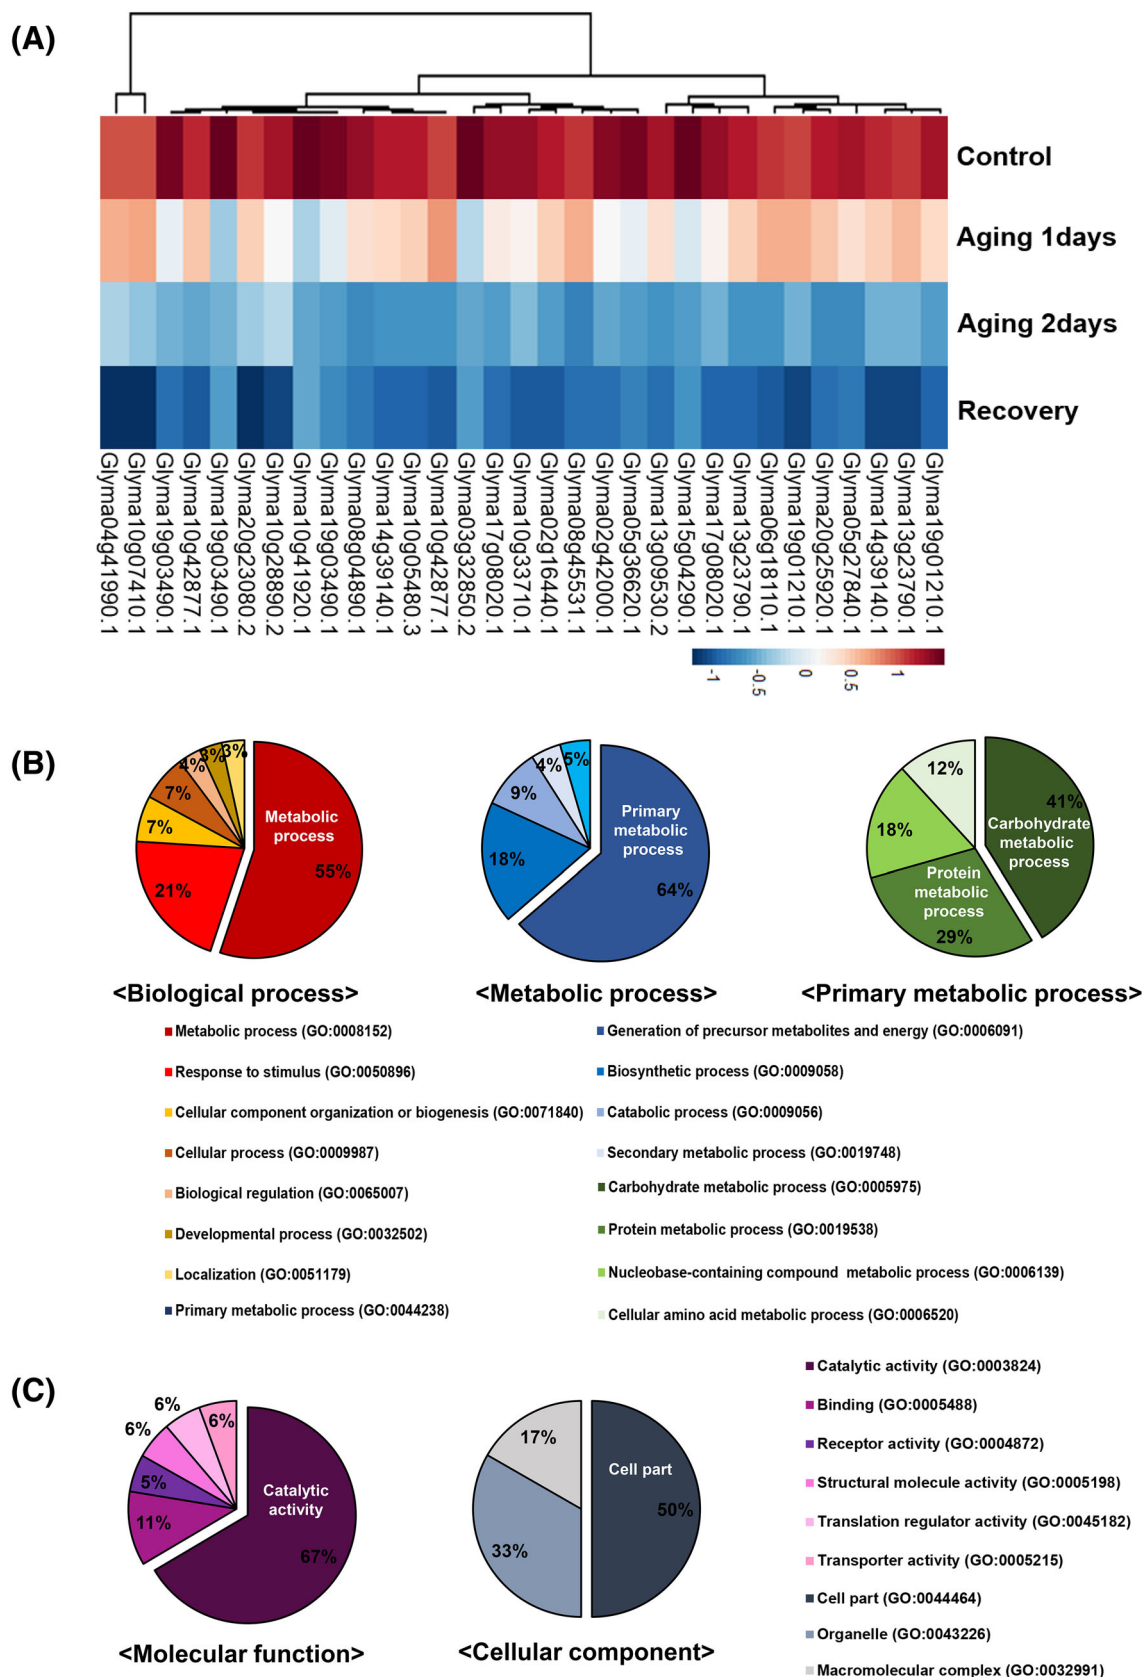 (A)
Control
Aging 1days
Aging 2days
Recovery
Glyma04g41990.1
Glyma10g07410.1
Glyma19g03490.1
Glyma10g42877.1
Glyma19g03490.1
Glyma20g23080.2
Glyma10g28890.2
Glyma10g41920.1
Glyma19g03490.1
Glyma08g04890.1
Glyma14g39140.1
Glyma10g05480.3
Glyma10g42877.1
Glyma03g32850.2
Glyma17g08020.1
Glyma10g33710.1
Glyma02g16440.1
Glyma08g45531.1
Glyma02g42000.1
Glyma05g36620.1
Glyma13g09530.2
Glyma15g04290.1
Glyma17g08020.1
Glyma13g23790.1
Glyma06g18110.1
Glyma19g01210.1
Glyma20g25920.1
Glyma05g27840.1
Glyma14g39140.1
Glyma13g23790.1
Glyma19g01210.1
-1
-0.5
0
0.5
1
(B)
3%
3%
4%
7%
7%
21%
Metabolic
process
55%
5%
4%
9%
18%
Primary
metabolic
process
64%
12%
18%
Protein
metabolic
process
29%
41%
Carbohydrate
metabolic
process
<Biological process>
<Metabolic process>
<Primary metabolic process>
Metabolic process (GO:0008152)
Response to stimulus (GO:0050896)
Cellular component organization or biogenesis (GO:0071840)
Cellular process (GO:0009987)
Biological regulation (GO:0065007)
Developmental process (GO:0032502)
Localization (GO:0051179)
Primary metabolic process (GO:0044238)
Generation of precursor metabolites and energy (GO:0006091)
Biosynthetic process (GO:0009058)
Catabolic process (GO:0009056)
Secondary metabolic process (GO:0019748)
Carbohydrate metabolic process (GO:0005975)
Protein metabolic process (GO:0019538)
Nucleobase-containing compound metabolic process (GO:0006139)
Cellular amino acid metabolic process (GO:0006520)
(C)
6%
6%
6%
5%
11%
Catalytic
activity
67%
17%
33%
Cell part
50%
<Molecular function>
<Cellular component>
Catalytic activity (GO:0003824)
Binding (GO:0005488)
Receptor activity (GO:0004872)
Structural molecule activity (GO:0005198)
Translation regulator activity (GO:0045182)
Transporter activity (GO:0005215)
Cell part (GO:0044464)
Organelle (GO:0043226)
Macromolecular complex (GO:0032991)